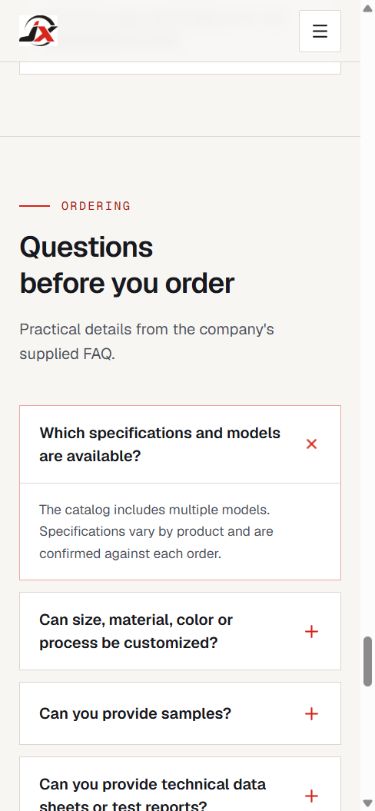 JX
ORDERING
Questions
before you order
Practical details from the company's
supplied FAQ.
Which specifications and models
are available?
The catalog includes multiple models.
Specifications vary by product and are
confirmed against each order.
Can size, material, color or
process be customized?
Can you provide samples?
Can you provide technical data
sheets or test reports?